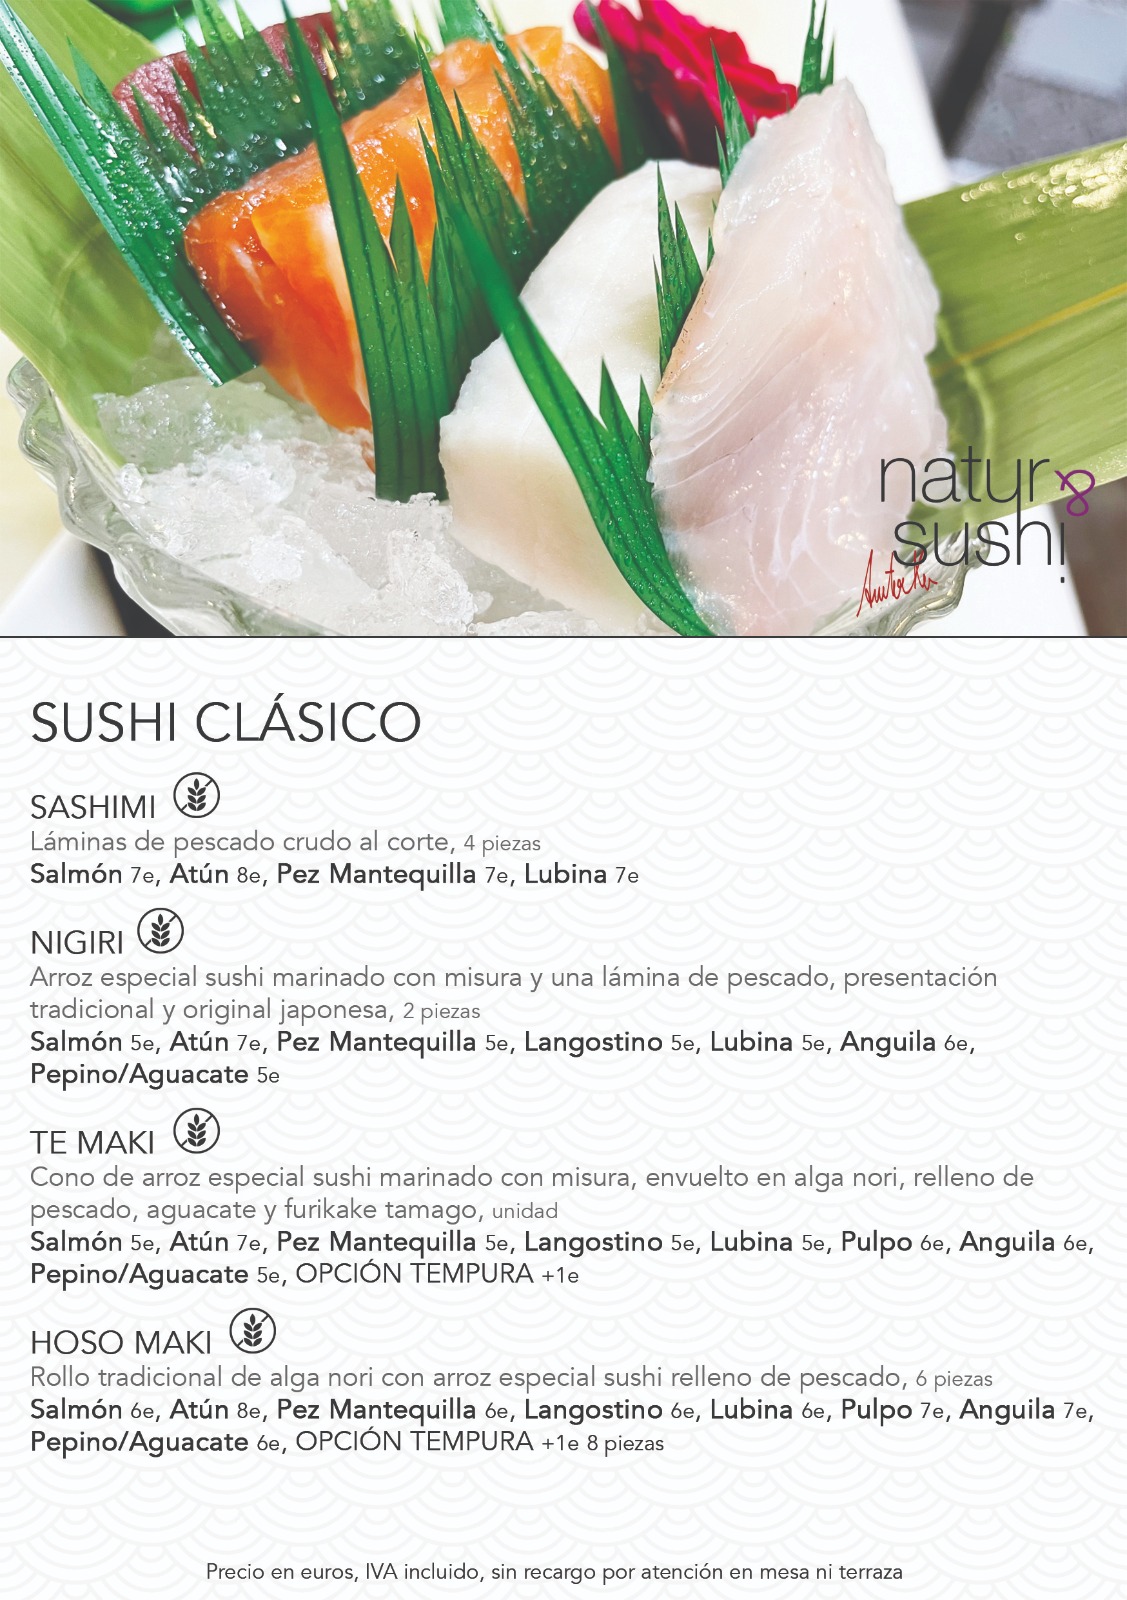 natur
sushi
SUSHI CLÁSICO
SASHIMI
Láminas de pescado crudo al corte, 4 piezas
Salmón 7e, Atún 8e, Pez Mantequilla 7e, Lubina 7e
NIGIRI
Arroz especial sushi marinado con misura y una lámina de pescado, presentación
tradicional y original japonesa, 2 piezas
Salmón 5e, Atún 7e, Pez Mantequilla 5e, Langostino 5e, Lubina 5e, Anguila 6e,
Pepino/Aguacate 5e
TE MAKI
Cono de arroz especial sushi marinado con misura, envuelto en alga nori, relleno de
pescado, aguacate y furikake tamago, unidad
Salmón 5e, Atún 7e, Pez Mantequilla 5e, Langostino 5e, Lubina 5e, Pulpo 6e, Anguila 6e,
Pepino/Aguacate 5e, OPCIÓN TEMPURA +1e
HOSO MAKI
Rollo tradicional de alga nori con arroz especial sushi relleno de pescado, 6 piezas
Salmón 6e, Atún 8e, Pez Mantequilla 6e, Langostino 6e, Lubina 6e, Pulpo 7e, Anguila 7e,
Pepino/Aguacate 6e, OPCIÓN TEMPURA +1e 8 piezas
Precio en euros, IVA incluido, sin recargo por atención en mesa ni terraza